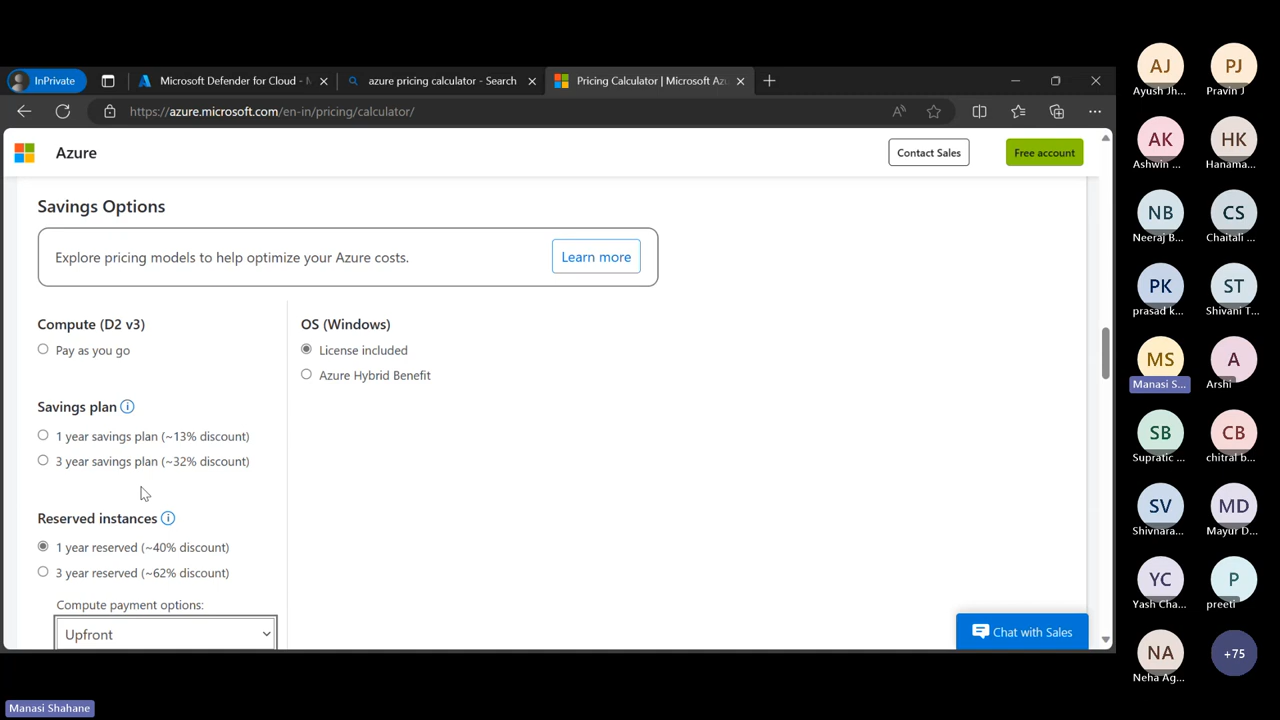 InPrivate
Microsoft Defender for Cloud - M
azure pricing calculator - Search
Pricing Calculator | Microsoft Azu
https://azure.microsoft.com/en-in/pricing/calculator/
Azure
Contact Sales
Free account
Savings Options
Explore pricing models to help optimize your Azure costs.
Learn more
Compute (D2 v3)
Pay as you go
OS (Windows)
License included
Azure Hybrid Benefit
Savings plan
1 year savings plan (~13% discount)
3 year savings plan (~32% discount)
Reserved instances
1 year reserved (~40% discount)
3 year reserved (~62% discount)
Compute payment options:
Upfront
Chat with Sales
Manasi Shahane
AJ
Ayush Jh...
PJ
Pravin J
AK
Ashwin ...
HK
Hanama...
NB
Neeraj B...
CS
Chaitali ...
PK
prasad k...
ST
Shivani T...
MS
Manasi S...
A
Arshi
SB
Supratic ...
CB
chitral b...
SV
Shivnara...
MD
Mayur D...
YC
Yash Cha...
P
preeti
NA
Neha Ag...
+75